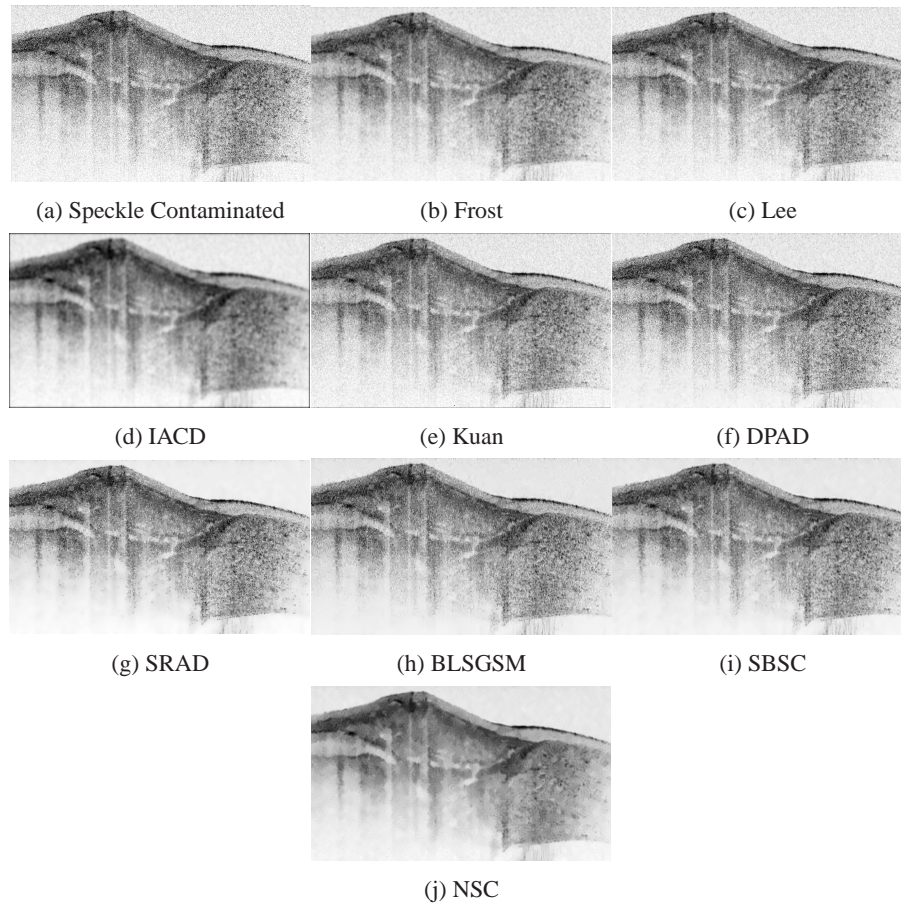 (a) Speckle Contaminated
(b) Frost
(c) Lee
(d) IACD
(e) Kuan
(f) DPAD
(g) SRAD
(h) BLSGSM
(i) SBSC
(j) NSC